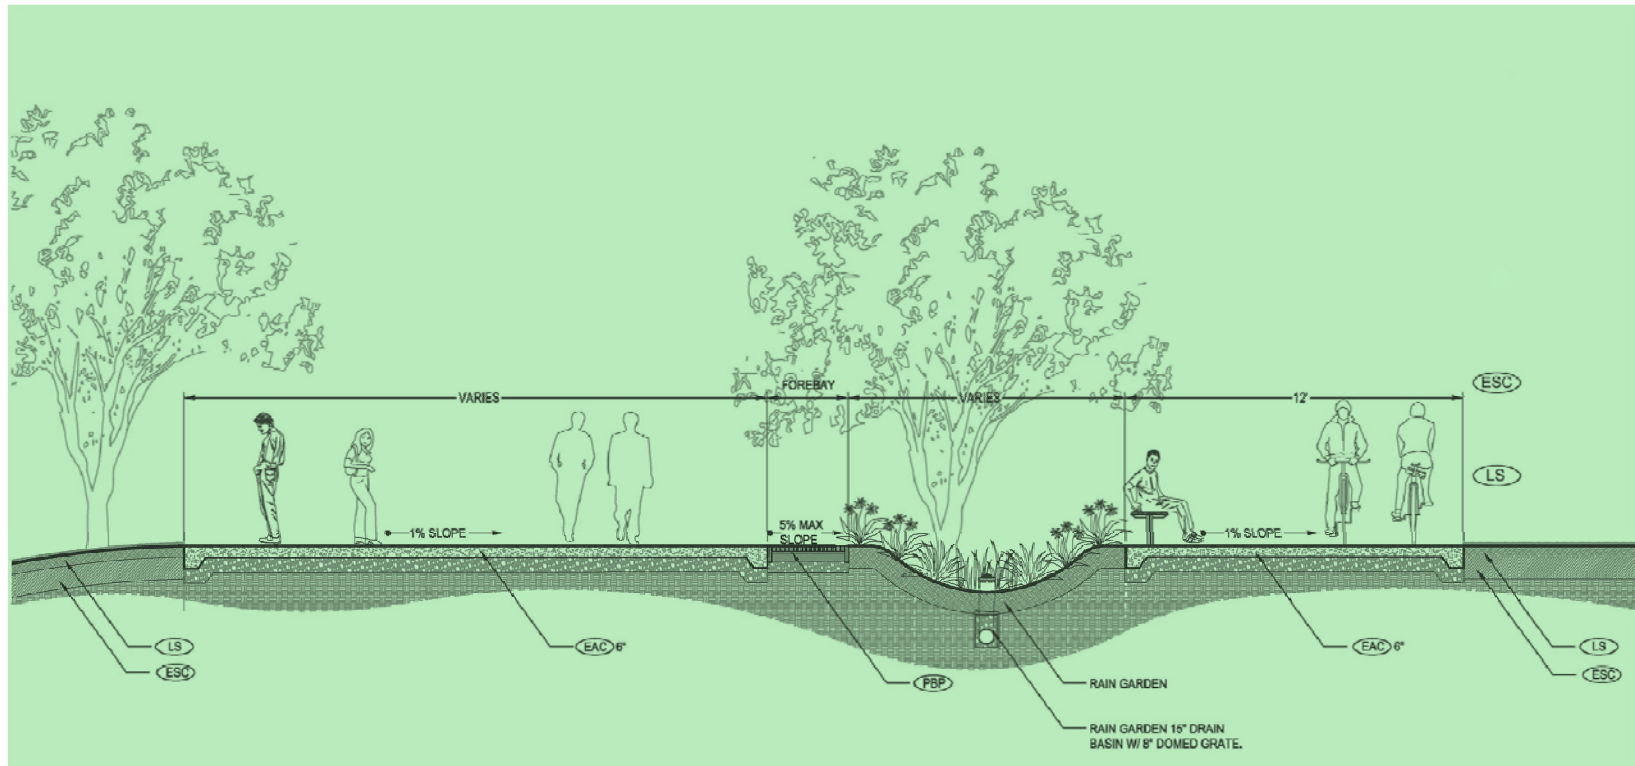 FOREBAY
ESC
VARIES
VARIES
12'
LS
1% SLOPE
5% MAX
SLOPE
1% SLOPE
LS
EAC 6"
EAC 6"
LS
ESC
PBP
RAIN GARDEN
ESC
RAIN GARDEN 15" DRAIN
BASIN W/ 8" DOMED GRATE.